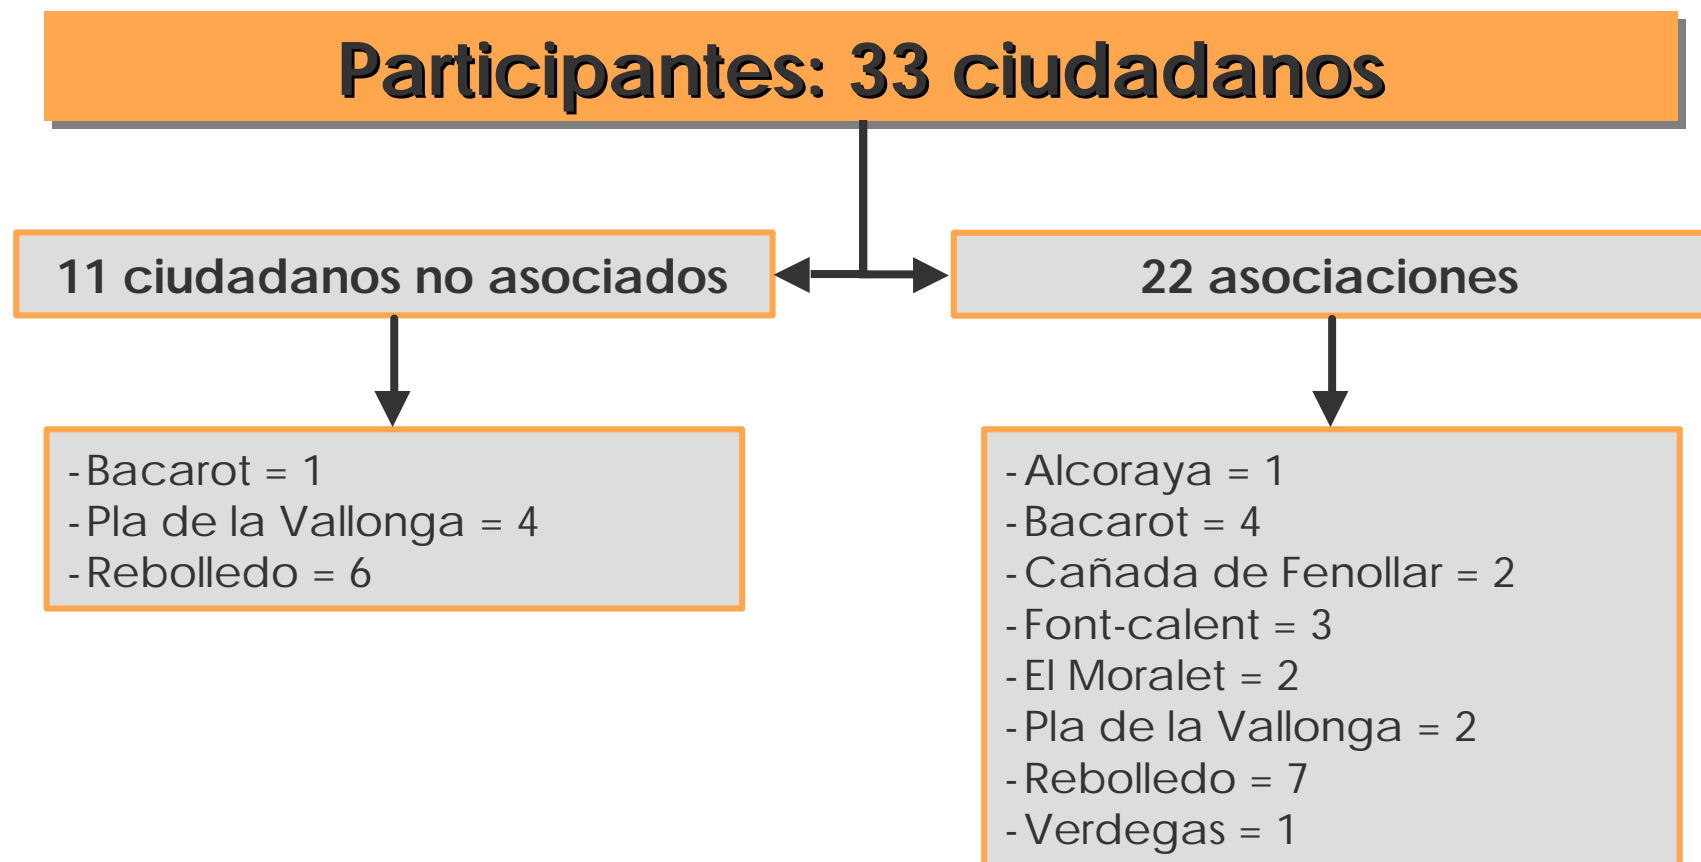 Participantes: 33 ciudadanos
11 ciudadanos no asociados
22 asociaciones
-Bacarot = 1
-Pla de la Vallonga = 4
-Rebolledo = 6
-Alcoraya = 1
-Bacarot = 4
-Cañada de Fenollar = 2
-Font-calent = 3
-El Moralet = 2
-Pla de la Vallonga = 2
-Rebolledo = 7
-Verdegas = 1